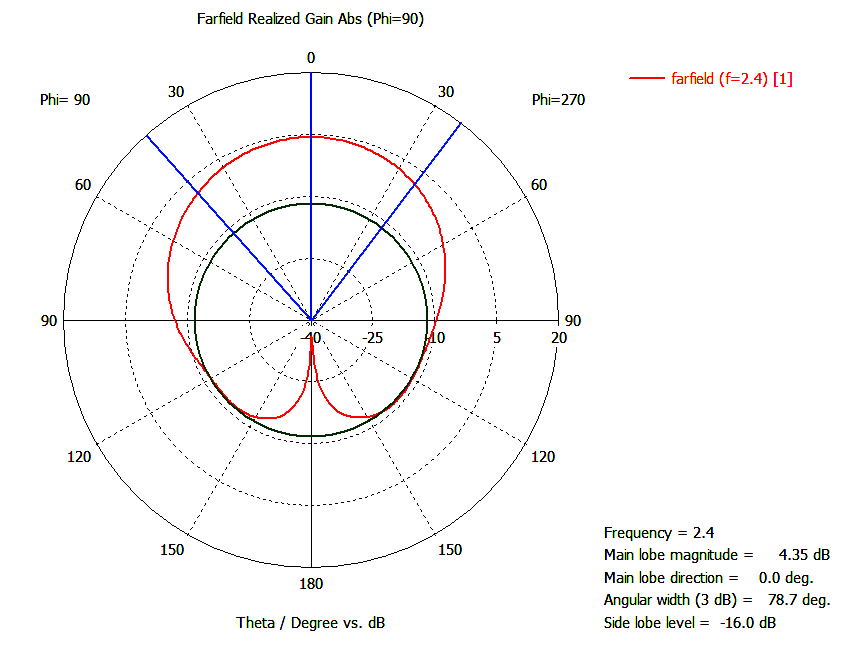 Farfield Realized Gain Abs (Phi=90)
0
farfield (f=2.4) [1]
30
30
Phi= 90
Phi=270
60
60
90
90
-40
-25
-10
5
20
120
120
150
150
180
Frequency = 2.4
Main lobe magnitude = 4.35 dB
Main lobe direction = 0.0 deg.
Angular width (3 dB) = 78.7 deg.
Side lobe level = -16.0 dB
Theta / Degree vs. dB